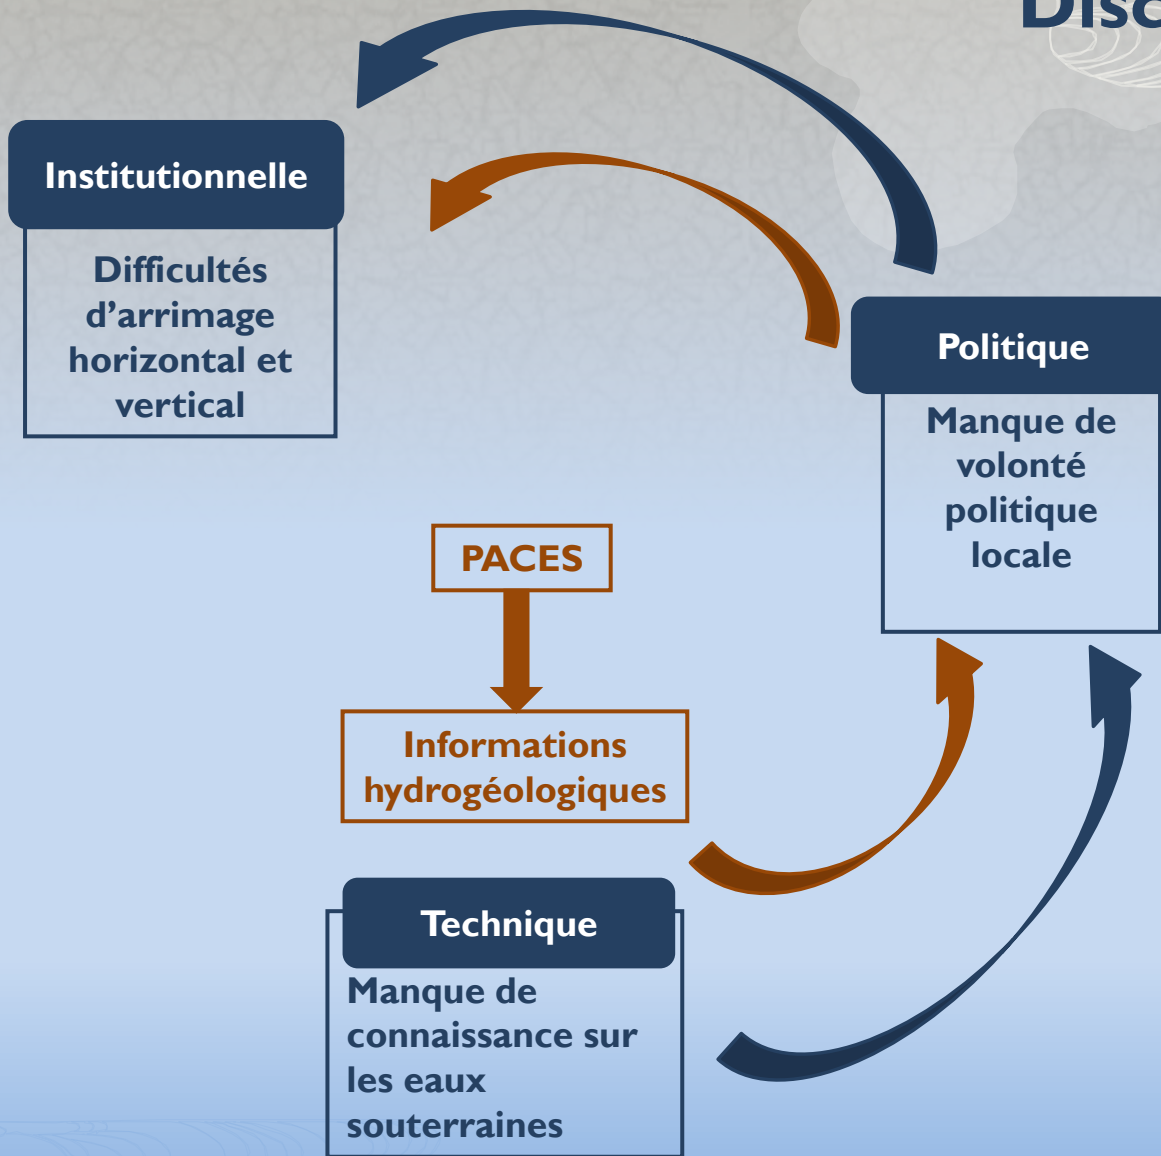 Disc
Institutionnelle
Difficultés
d'arrimage
horizontal et
vertical
Politique
Manque de
volonté
politique
locale
PACES
Informations
hydrogéologiques
Technique
Manque de
connaissance sur
les eaux
souterraines